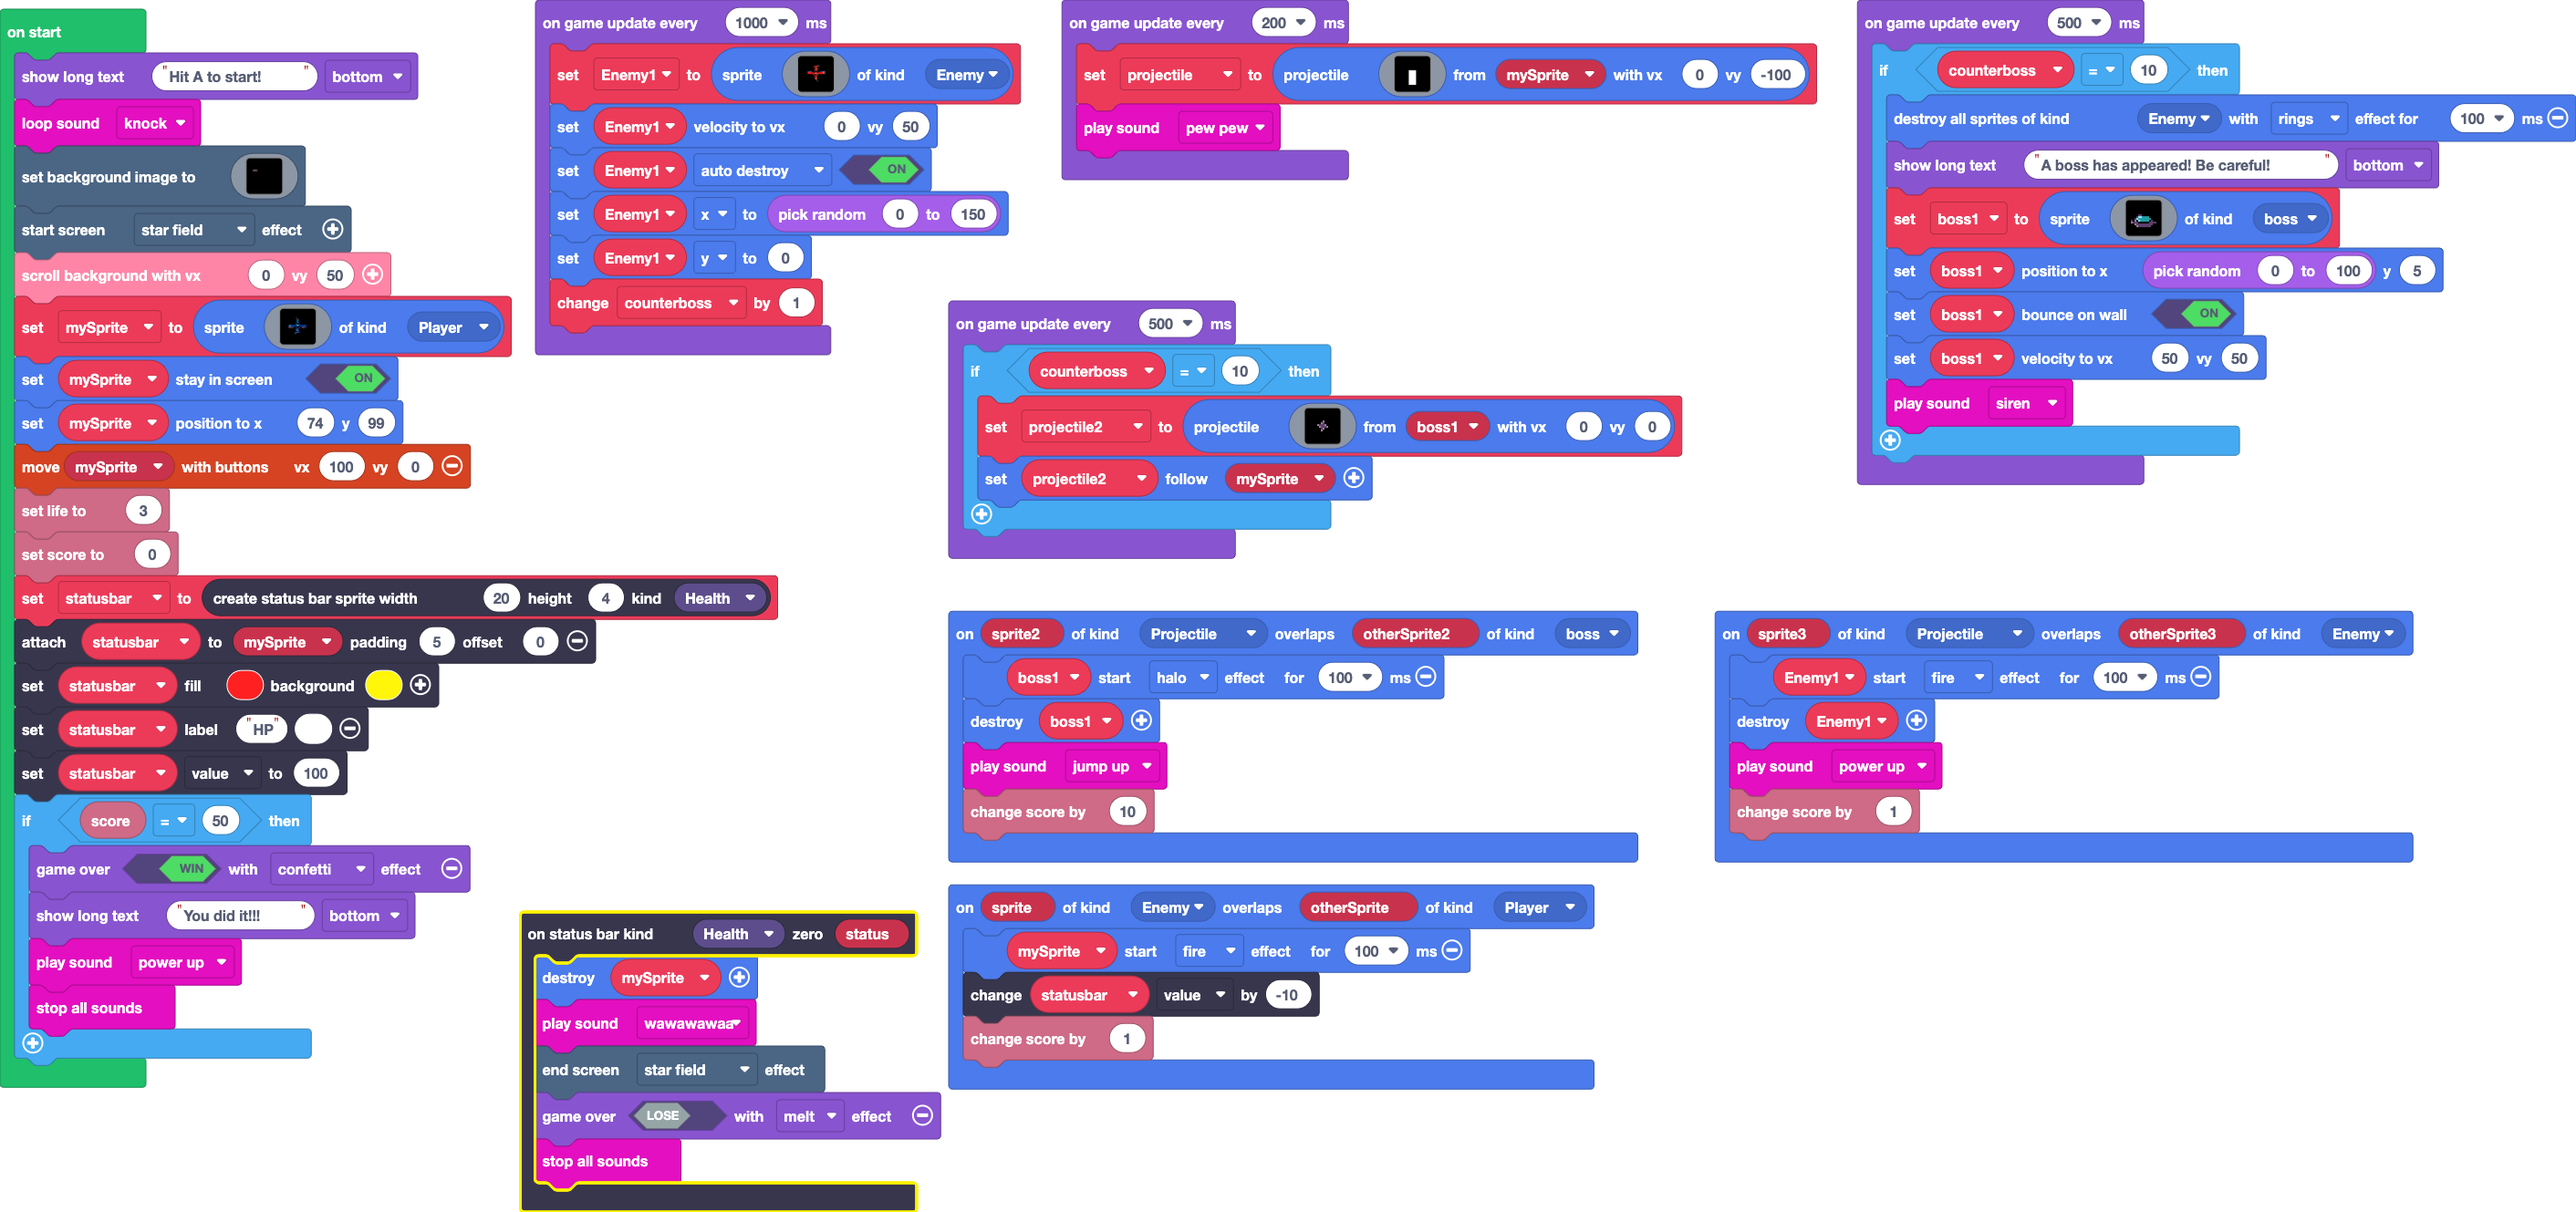 on start
show long text "Hit A to start!" bottom
loop sound knock
set background image to
start screen star field effect
scroll background with vx 0 vy 50
set mySprite to sprite of kind Player
set mySprite stay in screen ON
set mySprite position to x 74 y 99
move mySprite with buttons vx 100 vy 0
set life to 3
set score to 0
set statusbar to create status bar sprite width 20 height 4 kind Health
attach statusbar to mySprite padding 5 offset 0
set statusbar fill background
set statusbar label "HP"
set statusbar value to 100
if score = 50 then
game over WIN with confetti effect
show long text "You did it!!!" bottom
play sound power up
stop all sounds
on game update every 1000 ms
set Enemy1 to sprite of kind Enemy
set Enemy1 velocity to vx 0 vy 50
set Enemy1 auto destroy ON
set Enemy1 x to pick random 0 to 150
set Enemy1 y to 0
change counterboss by 1
on game update every 200 ms
set projectile to projectile from mySprite with vx 0 vy -100
play sound pew pew
on game update every 500 ms
if counterboss = 10 then
destroy all sprites of kind Enemy with rings effect for 100 ms
show long text "A boss has appeared! Be careful!" bottom
set boss1 to sprite of kind boss
set boss1 position to x pick random 0 to 100 y 5
set boss1 bounce on wall ON
set boss1 velocity to vx 50 vy 50
play sound siren
on game update every 500 ms
if counterboss = 10 then
set projectile2 to projectile from boss1 with vx 0 vy 0
set projectile2 follow mySprite
on sprite2 of kind Projectile overlaps otherSprite2 of kind boss
boss1 start halo effect for 100 ms
destroy boss1
play sound jump up
change score by 10
on sprite3 of kind Projectile overlaps otherSprite3 of kind Enemy
Enemy1 start fire effect for 100 ms
destroy Enemy1
play sound power up
change score by 1
on status bar kind Health zero status
destroy mySprite
play sound wawawawaa
end screen star field effect
game over LOSE with melt effect
stop all sounds
on sprite of kind Enemy overlaps otherSprite of kind Player
mySprite start fire effect for 100 ms
change statusbar value by -10
change score by 1